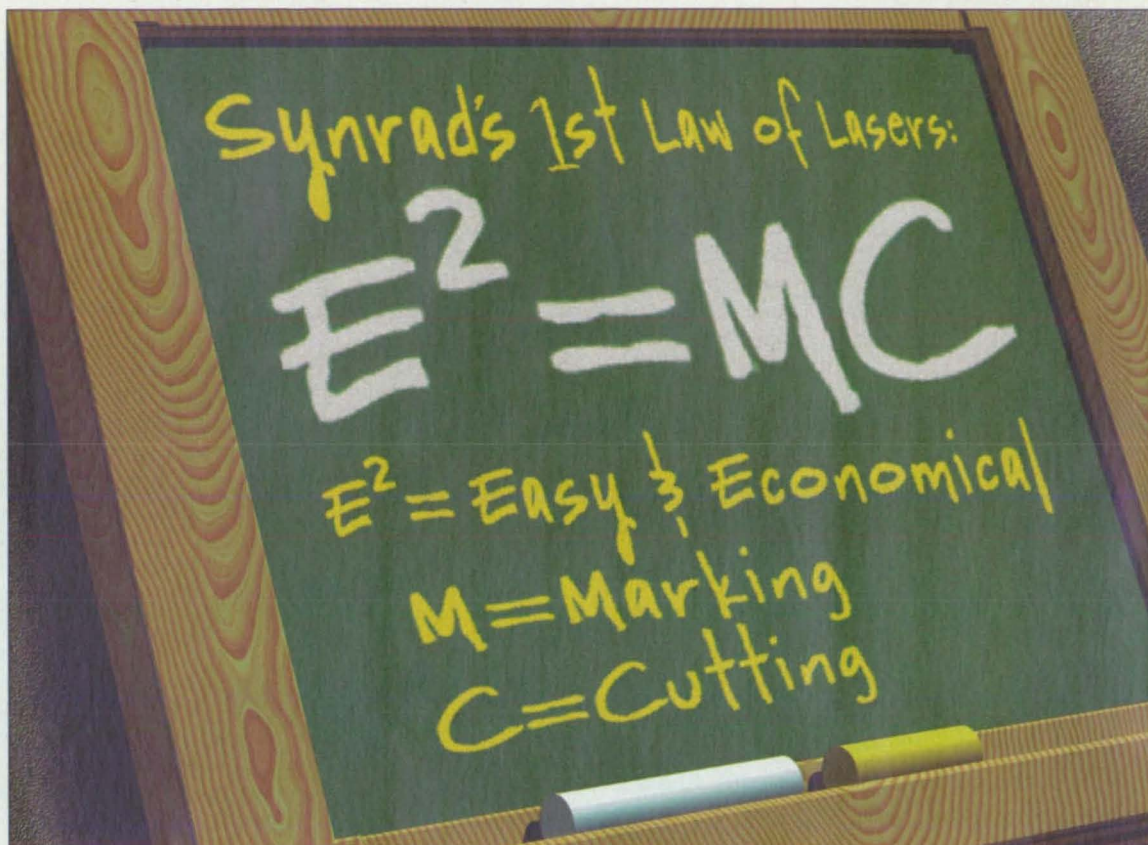 Synrad's 1st Law of Lasers:
E² = MC
E² = Easy & Economical
M = Marking
C = Cutting